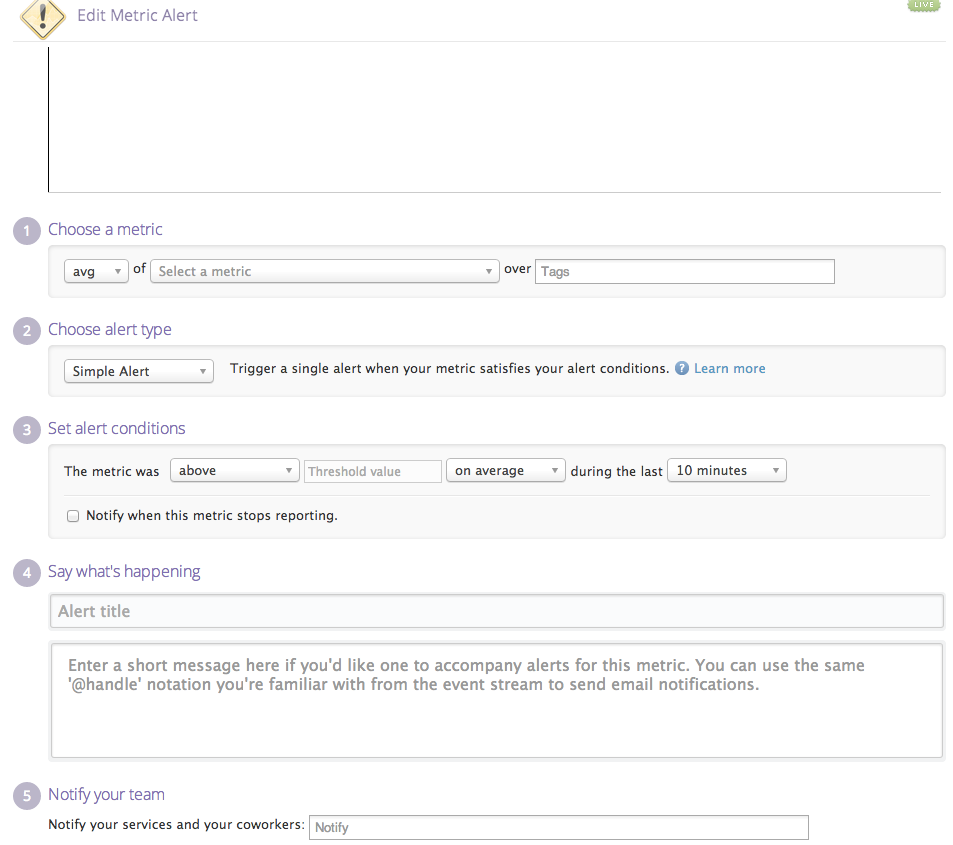 Edit Metric Alert
LIVE
1 Choose a metric
avg of Select a metric over Tags
2 Choose alert type
Simple Alert Trigger a single alert when your metric satisfies your alert conditions. ? Learn more
3 Set alert conditions
The metric was above Threshold value on average during the last 10 minutes
Notify when this metric stops reporting.
4 Say what's happening
Alert title
Enter a short message here if you'd like one to accompany alerts for this metric. You can use the same
'@handle' notation you're familiar with from the event stream to send email notifications.
5 Notify your team
Notify your services and your coworkers: Notify